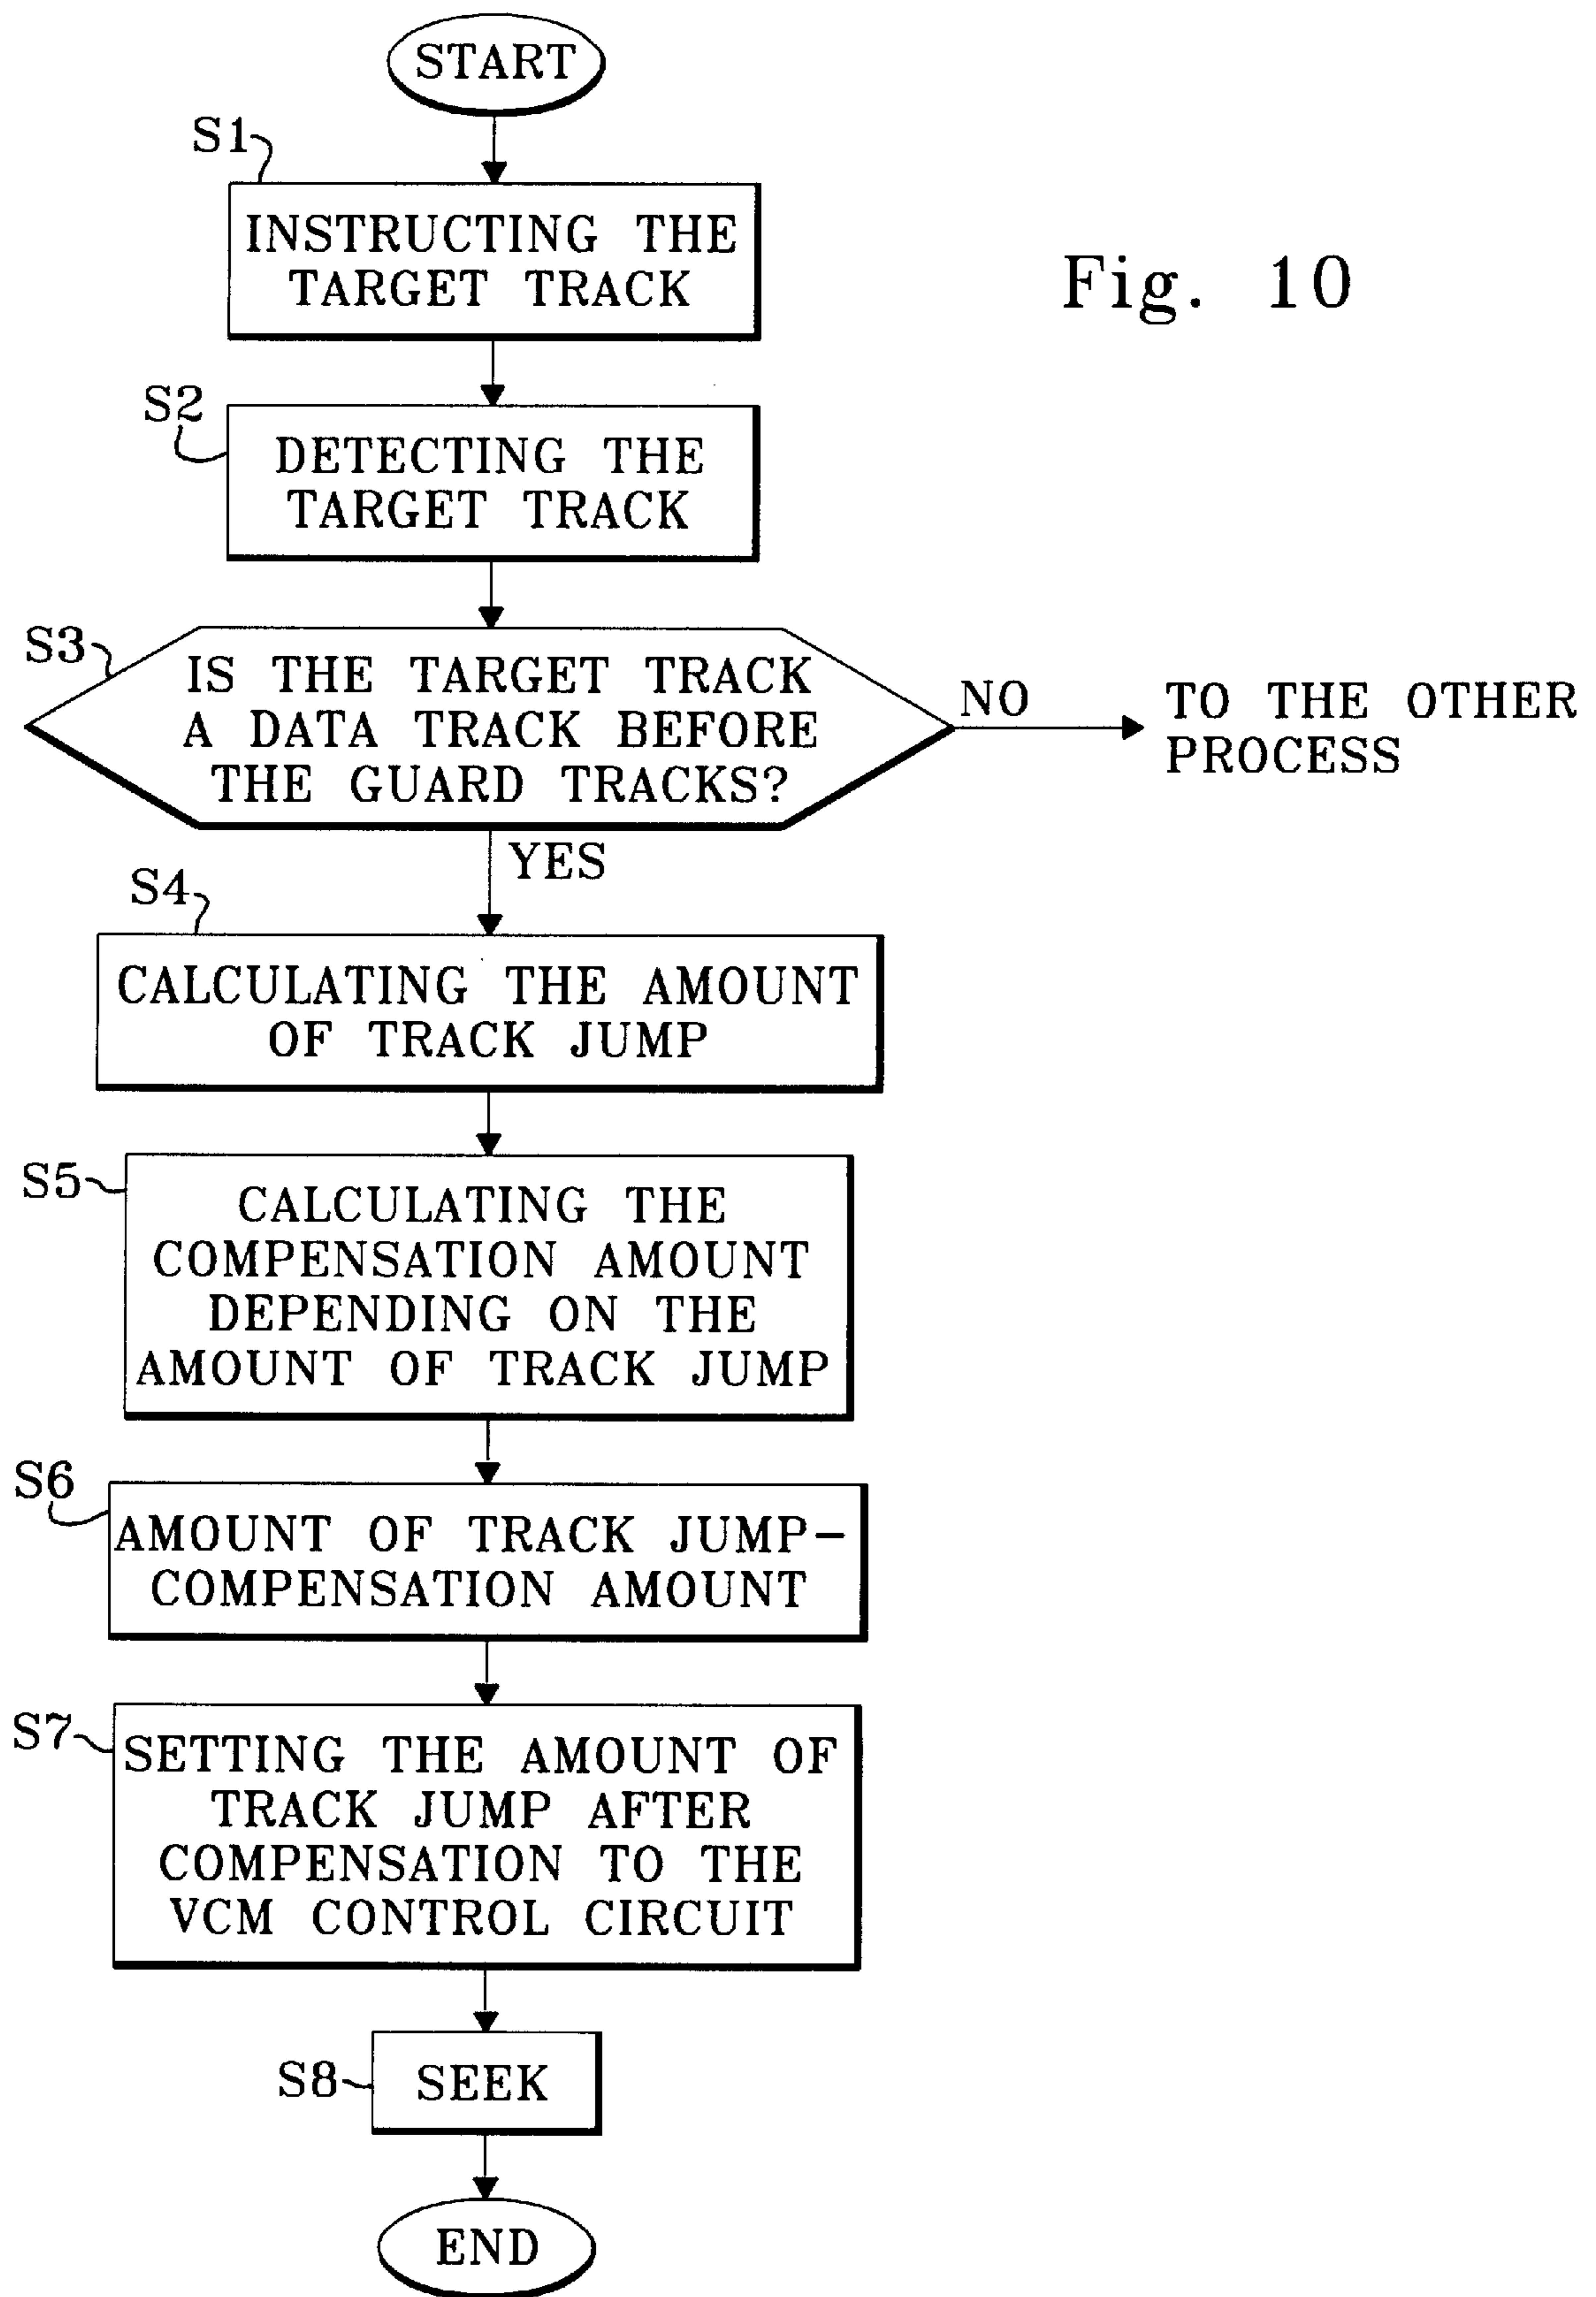 START
S1
INSTRUCTING THE
TARGET TRACK
Fig. 10
S2
DETECTING THE
TARGET TRACK
S3
IS THE TARGET TRACK
A DATA TRACK BEFORE
THE GUARD TRACKS?
NO
TO THE OTHER
PROCESS
YES
S4
CALCULATING THE AMOUNT
OF TRACK JUMP
S5
CALCULATING THE
COMPENSATION AMOUNT
DEPENDING ON THE
AMOUNT OF TRACK JUMP
S6
AMOUNT OF TRACK JUMP-
COMPENSATION AMOUNT
S7
SETTING THE AMOUNT OF
TRACK JUMP AFTER
COMPENSATION TO THE
VCM CONTROL CIRCUIT
S8
SEEK
END